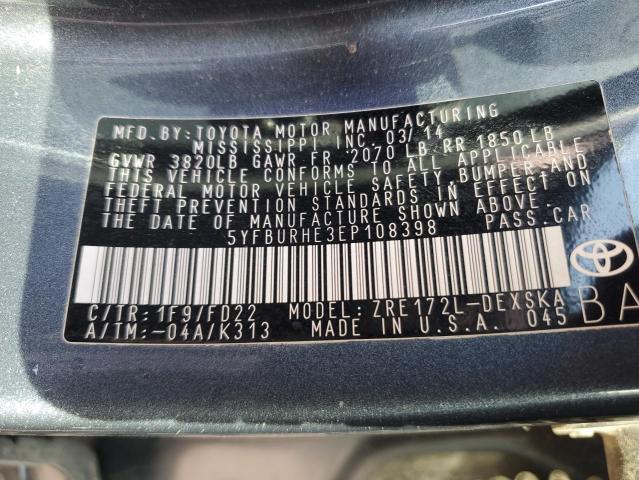 MFD.BY:TOYOTA MOTOR MANUFACTURING
MISSISSIPPI INC. 03/14
GVWR 3820LB GAWR FR 2070 LB RR 1850LB
THIS VEHICLE CONFORMS TO ALL APPLICABLE
FEDERAL MOTOR VEHICLE SAFETY BUMPER,AND
THEFT PREVENTION STANDARDS IN EFFECT ON
THE DATE OF MANUFACTURE SHOWN ABOVE.
5YFBURHE3EP108398 PASS.CAR
C/TR:1F9/FD22 MODEL:ZRE172L-DEXSKA
A/TM:-04A/K313 MADE IN U.S.A. 045
BA